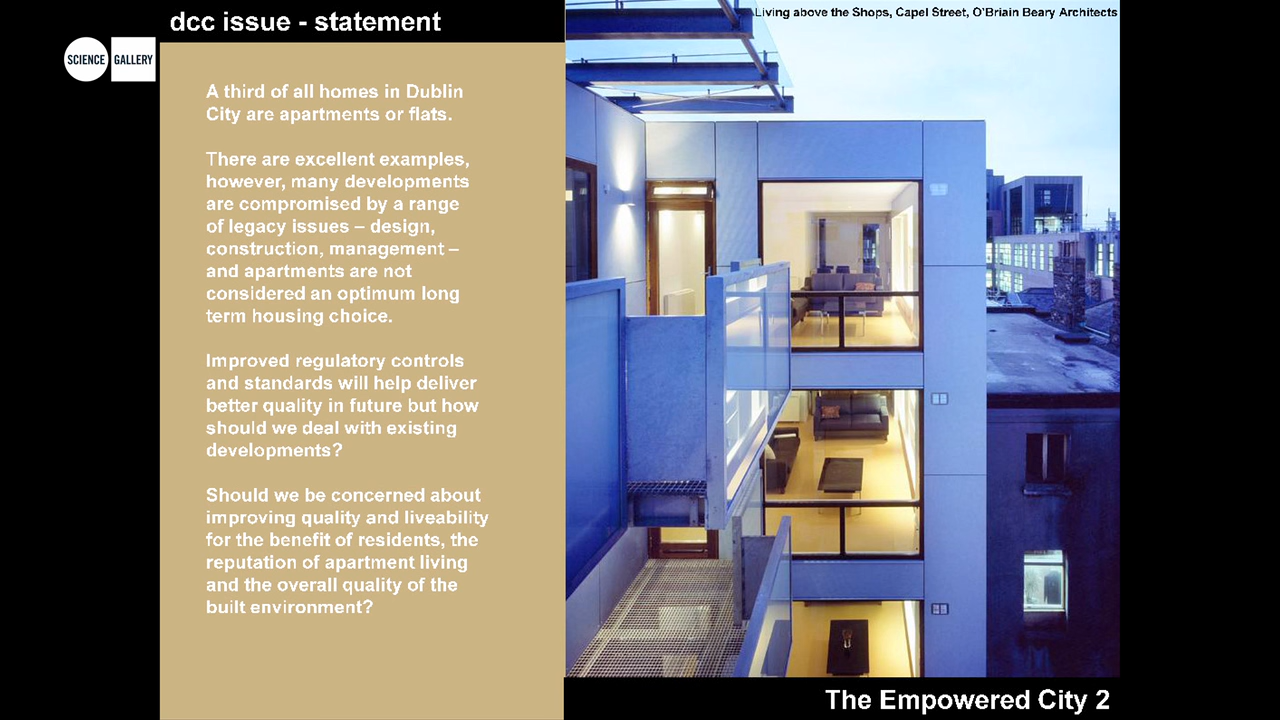 dcc issue - statement
Living above the Shops, Capel Street, O'Briain Beary Architects
SCIENCE GALLERY
A third of all homes in Dublin
City are apartments or flats.
There are excellent examples,
however, many developments
are compromised by a range
of legacy issues – design,
construction, management –
and apartments are not
considered an optimum long
term housing choice.
Improved regulatory controls
and standards will help deliver
better quality in future but how
should we deal with existing
developments?
Should we be concerned about
improving quality and liveability
for the benefit of residents, the
reputation of apartment living
and the overall quality of the
built environment?
The Empowered City 2